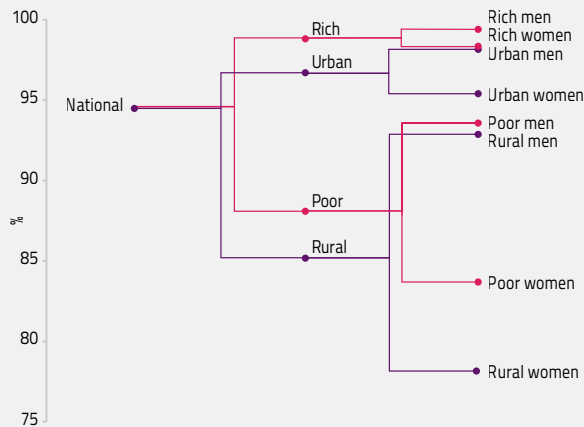 100
95
90
85
80
75
%
National
Rich
Urban
Poor
Rural
Rich men
Rich women
Urban men
Urban women
Poor men
Rural men
Poor women
Rural women